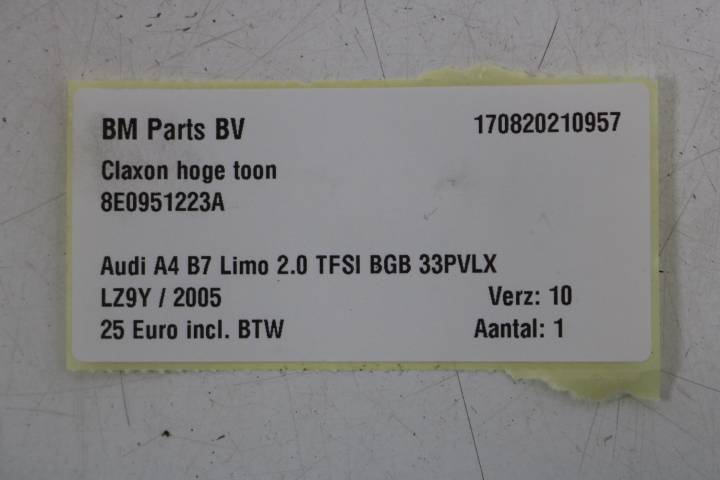 BM Parts BV 170820210957
Claxon hoge toon
8E0951223A
Audi A4 B7 Limo 2.0 TFSI BGB 33PVLX
LZ9Y / 2005 Verz: 10
25 Euro incl. BTW Aantal: 1